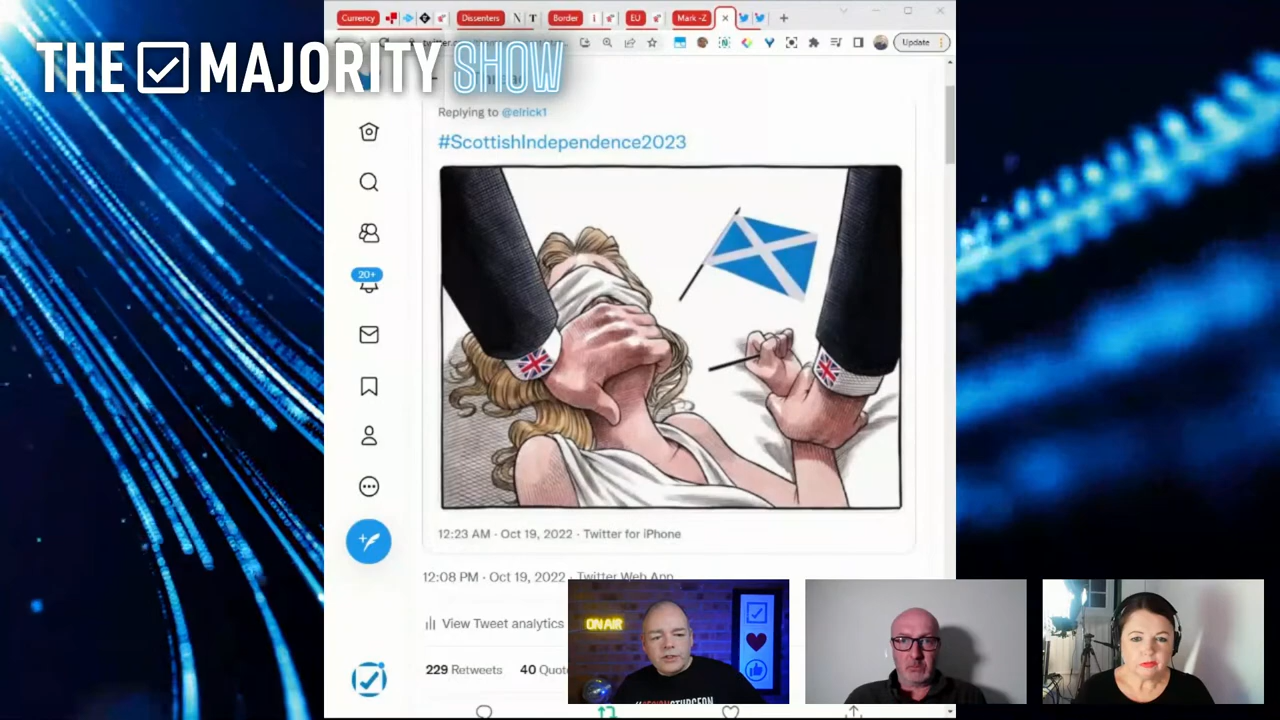 Currency
Dissenters
N T
Border
EU
Mark -Z
Update
THE MAJORITY SHOW
Replying to @elrick1
#ScottishIndependence2023
20+
12:23 AM · Oct 19, 2022 · Twitter for iPhone
12:08 PM · Oct 19, 2022 · Twitter Web App
View Tweet analytics
229 Retweets 40
ON AIR